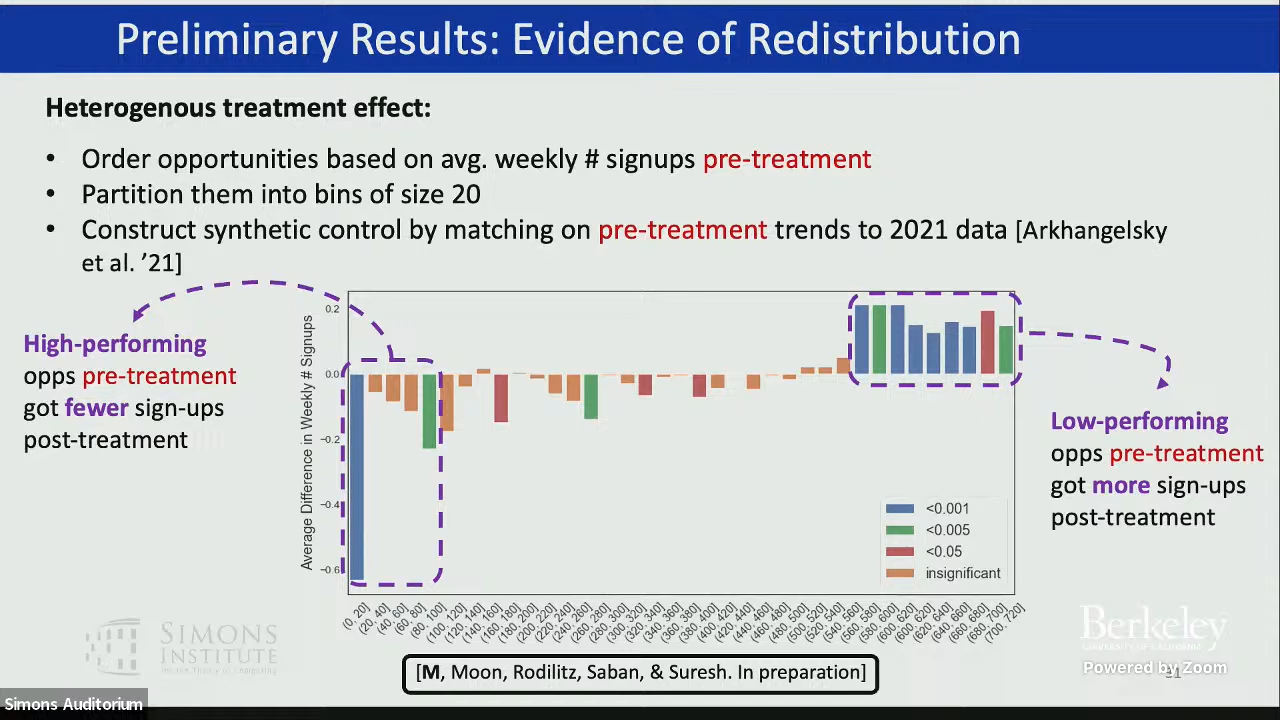 Preliminary Results: Evidence of Redistribution
Heterogenous treatment effect:
• Order opportunities based on avg. weekly # signups pre-treatment
• Partition them into bins of size 20
• Construct synthetic control by matching on pre-treatment trends to 2021 data [Arkhangelsky
et al. ’21]
High-performing
opps pre-treatment
got fewer sign-ups
post-treatment
Average Difference in Weekly # Signups
0.2
0.0
−0.2
−0.4
−0.6
<0.001
<0.005
<0.05
insignificant
(0, 20]
(20, 40]
(40, 60]
(60, 80]
(80, 100]
(100, 120]
(120, 140]
(140, 160]
(160, 180]
(180, 200]
(200, 220]
(220, 240]
(240, 260]
(260, 280]
(280, 300]
(300, 320]
(320, 340]
(340, 360]
(360, 380]
(380, 400]
(400, 420]
(420, 440]
(440, 460]
(460, 480]
(480, 500]
(500, 520]
(520, 540]
(540, 560]
(560, 580]
(580, 600]
(600, 620]
(620, 640]
(640, 660]
(660, 680]
(680, 700]
(700, 720]
Low-performing
opps pre-treatment
got more sign-ups
post-treatment
SIMONS
INSTITUTE
for the Theory of Computing
[M, Moon, Rodilitz, Saban, & Suresh. In preparation]
Berkeley
UNIVERSITY OF CALIFORNIA
Powered by Zoom
Simons Auditorium